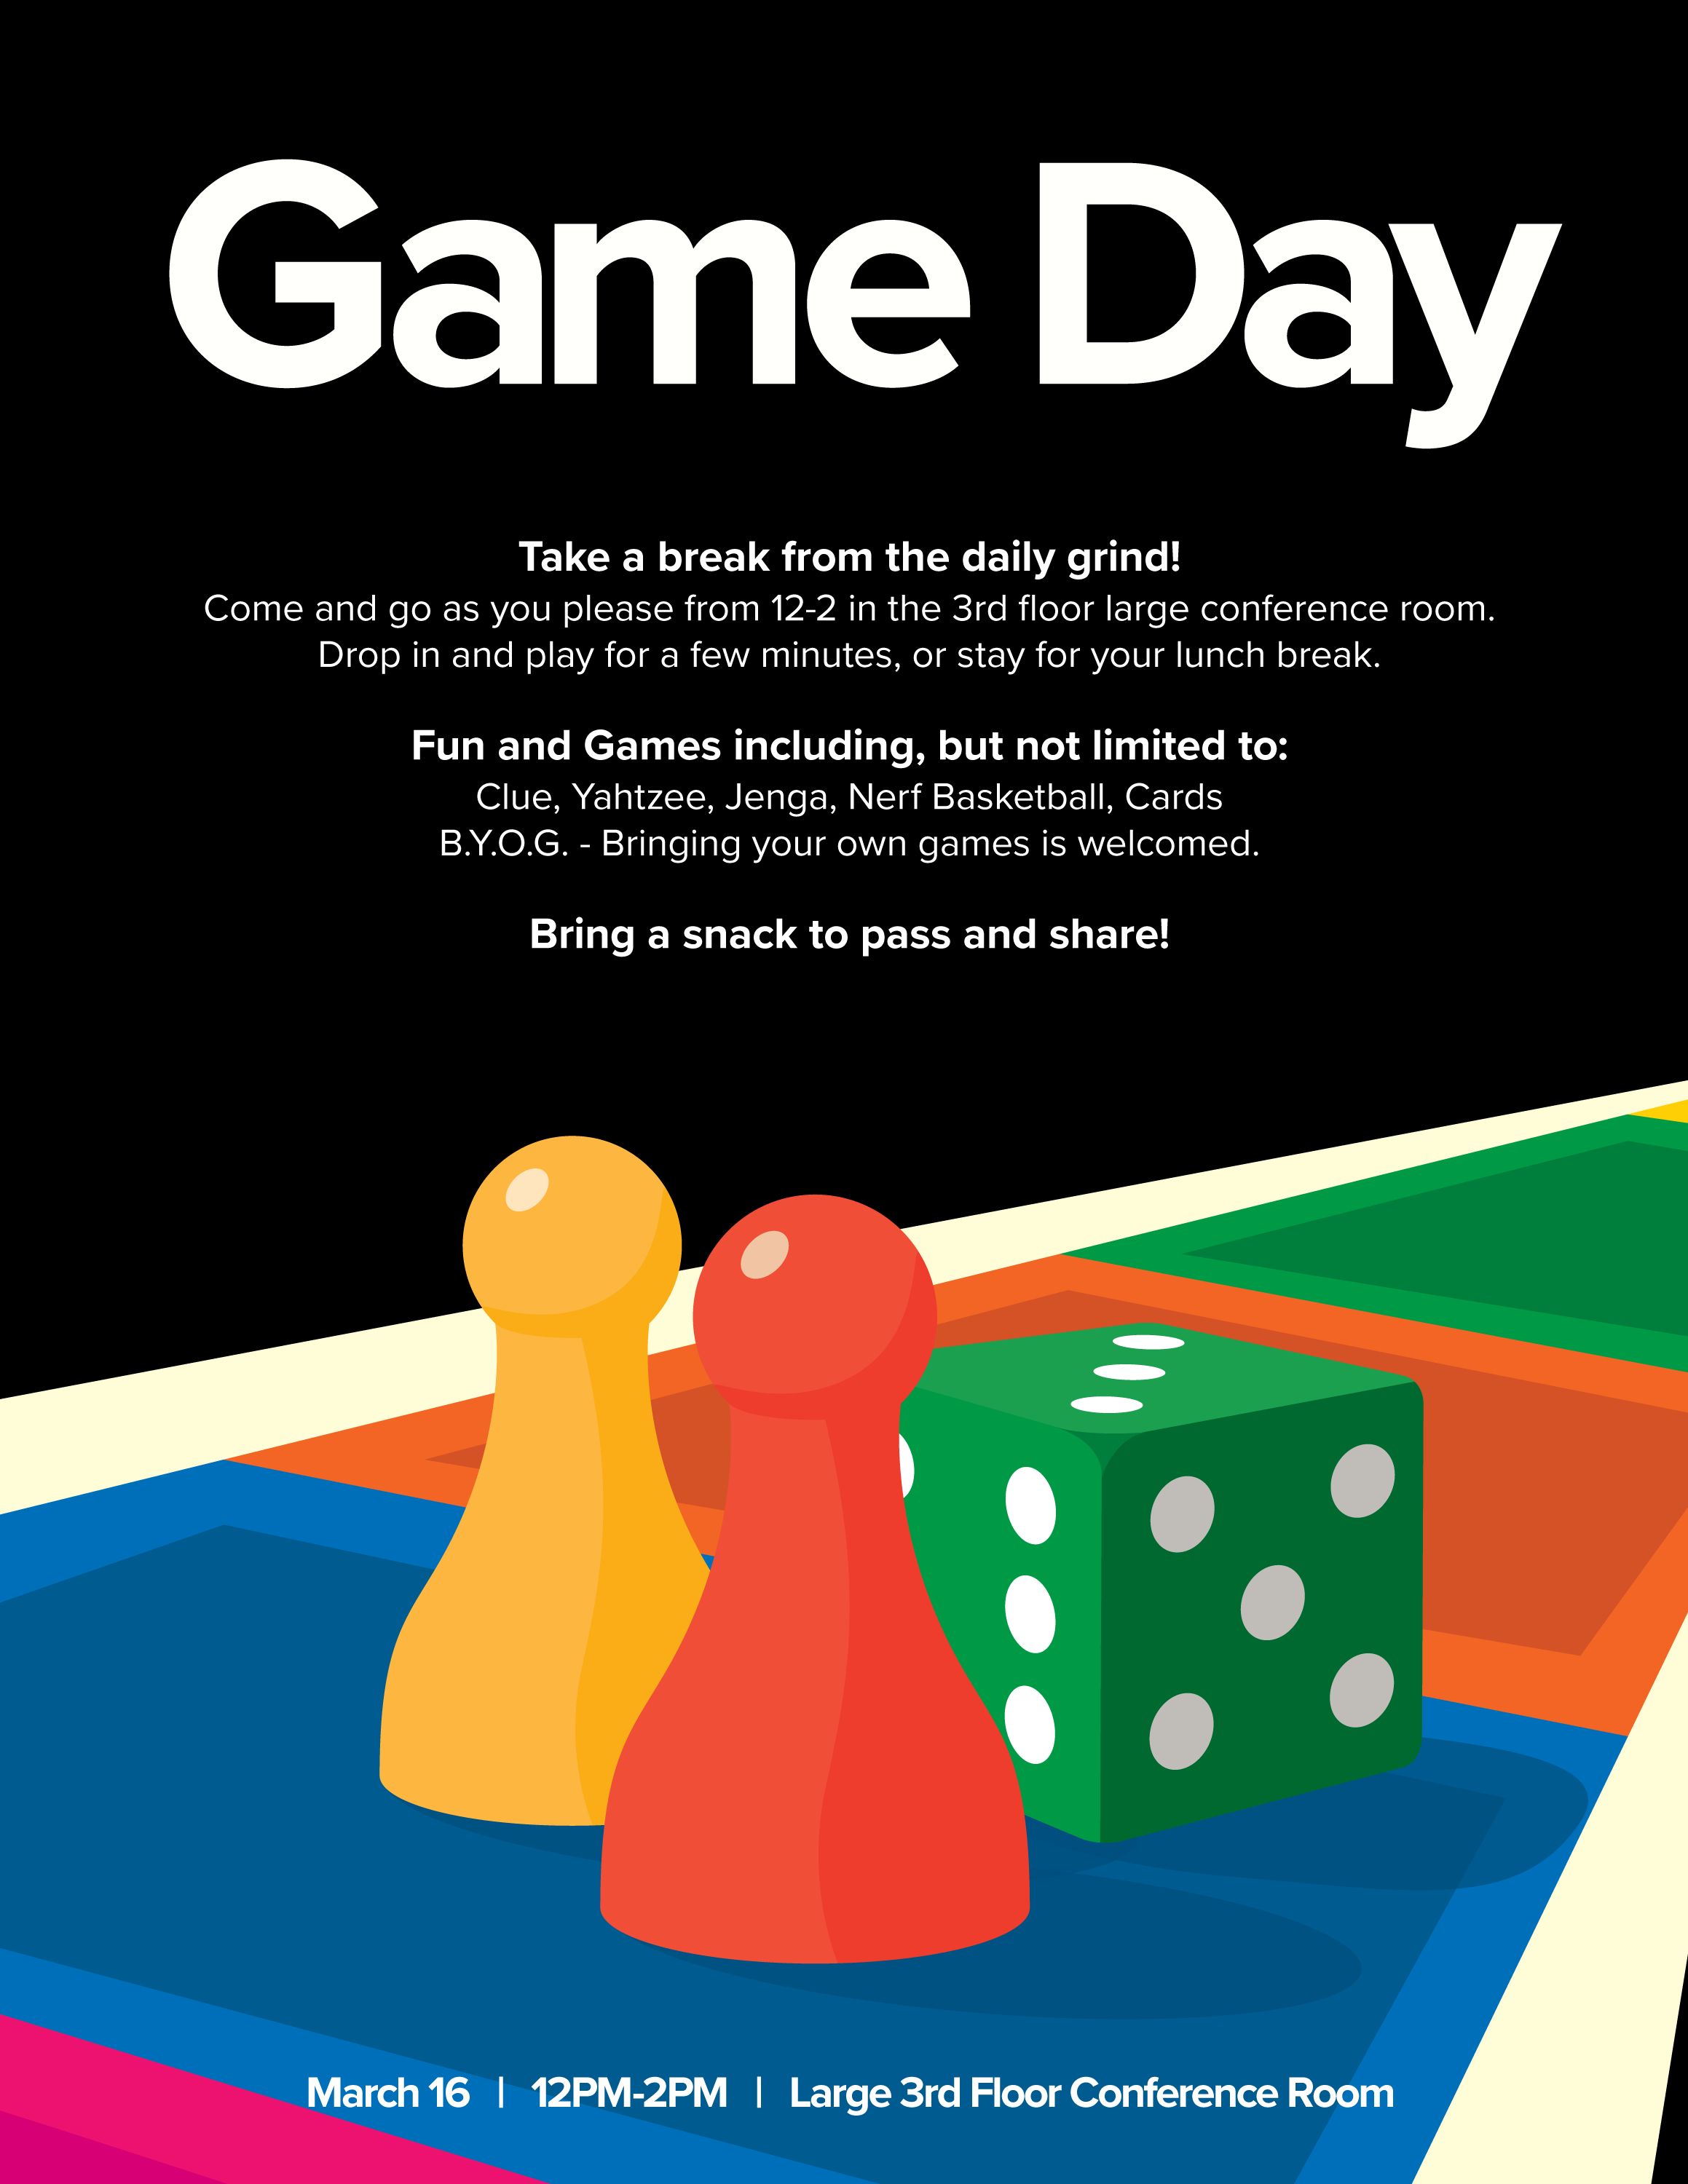 Game Day
Take a break from the daily grind!
Come and go as you please from 12-2 in the 3rd floor large conference room.
Drop in and play for a few minutes, or stay for your lunch break.
Fun and Games including, but not limited to:
Clue, Yahtzee, Jenga, Nerf Basketball, Cards
B.Y.O.G. - Bringing your own games is welcomed.
Bring a snack to pass and share!
March 16 | 12PM-2PM | Large 3rd Floor Conference Room